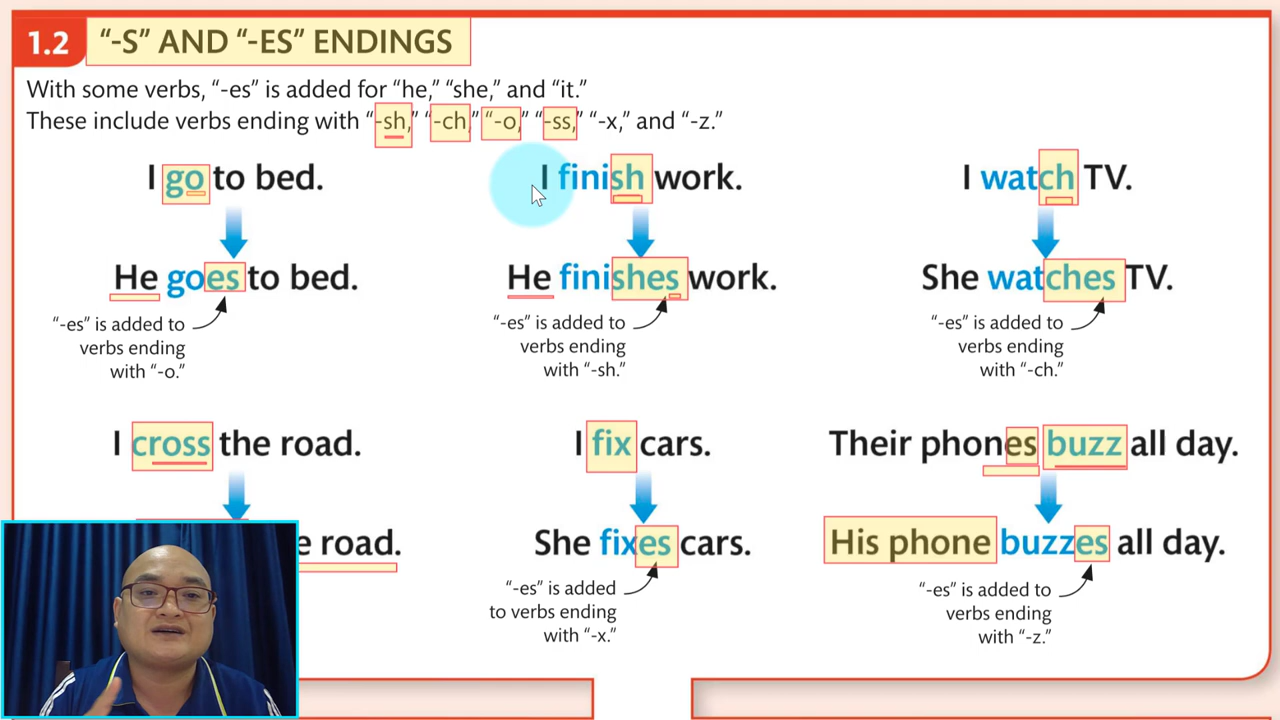 1.2 "-S" AND "-ES" ENDINGS
With some verbs, "-es" is added for "he," "she," and "it."
These include verbs ending with "-sh," "-ch," "-o," "-ss," "-x," and "-z."
I go to bed.
He goes to bed.
"-es" is added to
verbs ending
with "-o."
I finish work.
He finishes work.
"-es" is added to
verbs ending
with "-sh."
I watch TV.
She watches TV.
"-es" is added to
verbs ending
with "-ch."
I cross the road.
e road.
I fix cars.
She fixes cars.
"-es" is added
to verbs ending
with "-x."
Their phones buzz all day.
His phone buzzes all day.
"-es" is added to
verbs ending
with "-z."